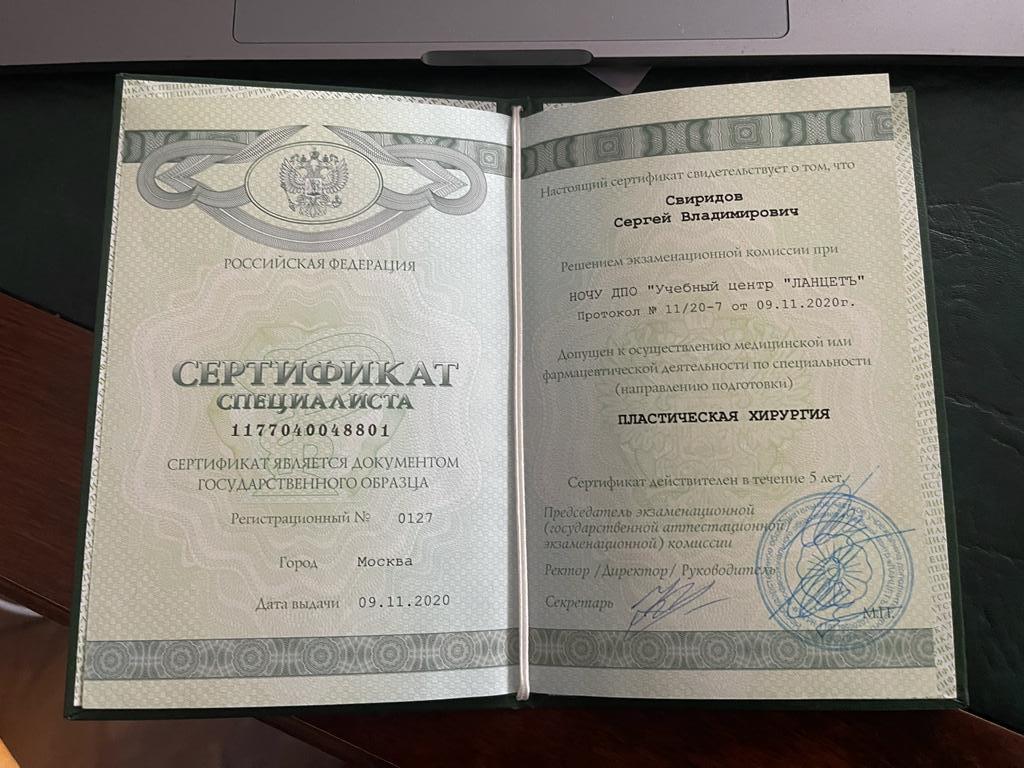 РОССИЙСКАЯ ФЕДЕРАЦИЯ
СЕРТИФИКАТ
СПЕЦИАЛИСТА
1177040048801
СЕРТИФИКАТ ЯВЛЯЕТСЯ ДОКУМЕНТОМ
ГОСУДАРСТВЕННОГО ОБРАЗЦА
Регистрационный № 0127
Город Москва
Дата выдачи 09.11.2020
Настоящий сертификат свидетельствует о том, что
Свиридов
Сергей Владимирович
Решением экзаменационной комиссии при
НОЧУ ДПО "Учебный центр "ЛАНЦЕТЪ"
Протокол № 11/20-7 от 09.11.2020г.
Допущен к осуществлению медицинской или
фармацевтической деятельности по специальности
(направлению подготовки)
ПЛАСТИЧЕСКАЯ ХИРУРГИЯ
Сертификат действителен в течение 5 лет.
Председатель экзаменационной
(государственной аттестационной
экзаменационной) комиссии
Ректор /Директор/ Руководитель
Секретарь
М.П.